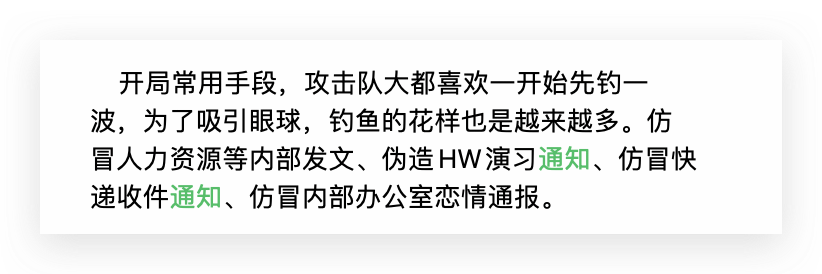 开局常用手段，攻击队大都喜欢一开始先钓一
波，为了吸引眼球，钓鱼的花样也是越来越多。仿
冒人力资源等内部发文、伪造HW演习通知、仿冒快
递收件通知、仿冒内部办公室恋情通报。